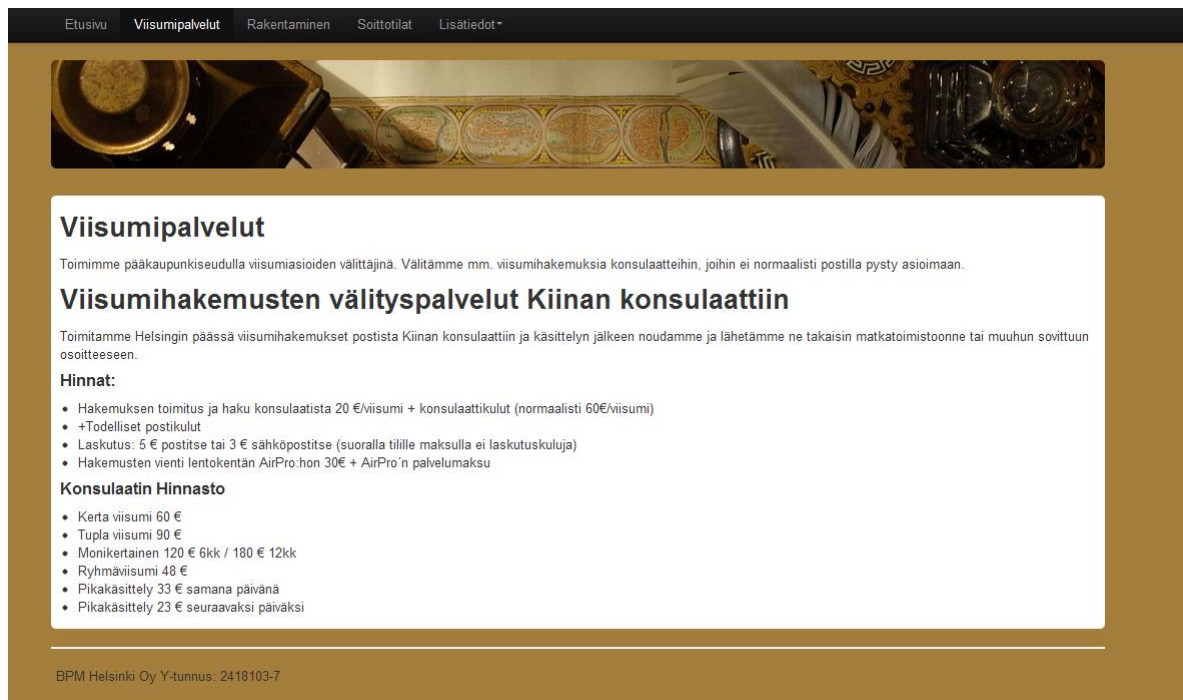 Etusivu Viisumipalvelut Rakentaminen Soittotilat Lisätiedot
Viisumipalvelut
Toimimme pääkaupunkiseudulla viisumiasioiden välittäjinä. Välitämme mm. viisumihakemuksia konsulaatteihin, joihin ei normaalisti postilla pysty asioimaan.
Viisumihakemusten välityspalvelut Kiinan konsulaattiin
Toimitamme Helsingin päässä viisumihakemukset postista Kiinan konsulaattiin ja käsittelyn jälkeen noudamme ja lähetämme ne takaisin matkatoimistoonne tai muuhun sovittuun
osoitteeseen.
Hinnat:
• Hakemuksen toimitus ja haku konsulaatista 20 €/viisumi + konsulaattikulut (normaalisti 60€/viisumi)
• +Todelliset postikulut
• Laskutus: 5 € postitse tai 3 € sähköpostitse (suoralla tilille maksulla ei laskutuskuluja)
• Hakemusten vienti lentokentän AirPro:hon 30€ + AirPro´n palvelumaksu
Konsulaatin Hinnasto
• Kerta viisumi 60 €
• Tupla viisumi 90 €
• Monikertainen 120 € 6kk / 180 € 12kk
• Ryhmäviisumi 48 €
• Pikakäsittely 33 € samana päivänä
• Pikakäsittely 23 € seuraavaksi päiväksi
BPM Helsinki Oy Y-tunnus: 2418103-7